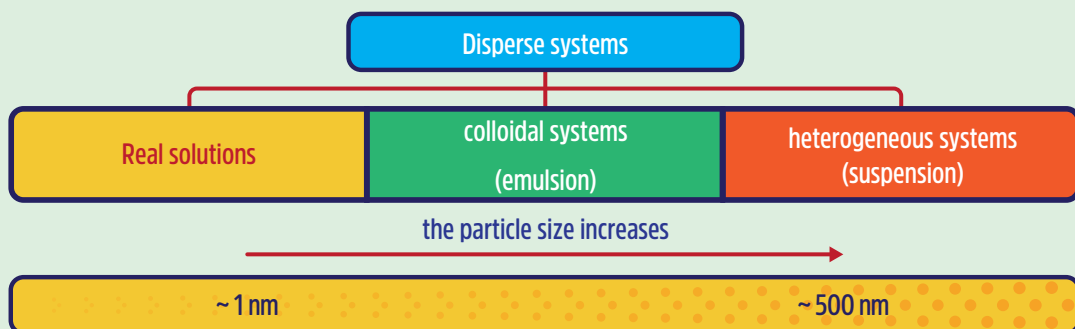 Disperse systems
Real solutions
colloidal systems
(emulsion)
heterogeneous systems
(suspension)
the particle size increases
~ 1 nm
~ 500 nm